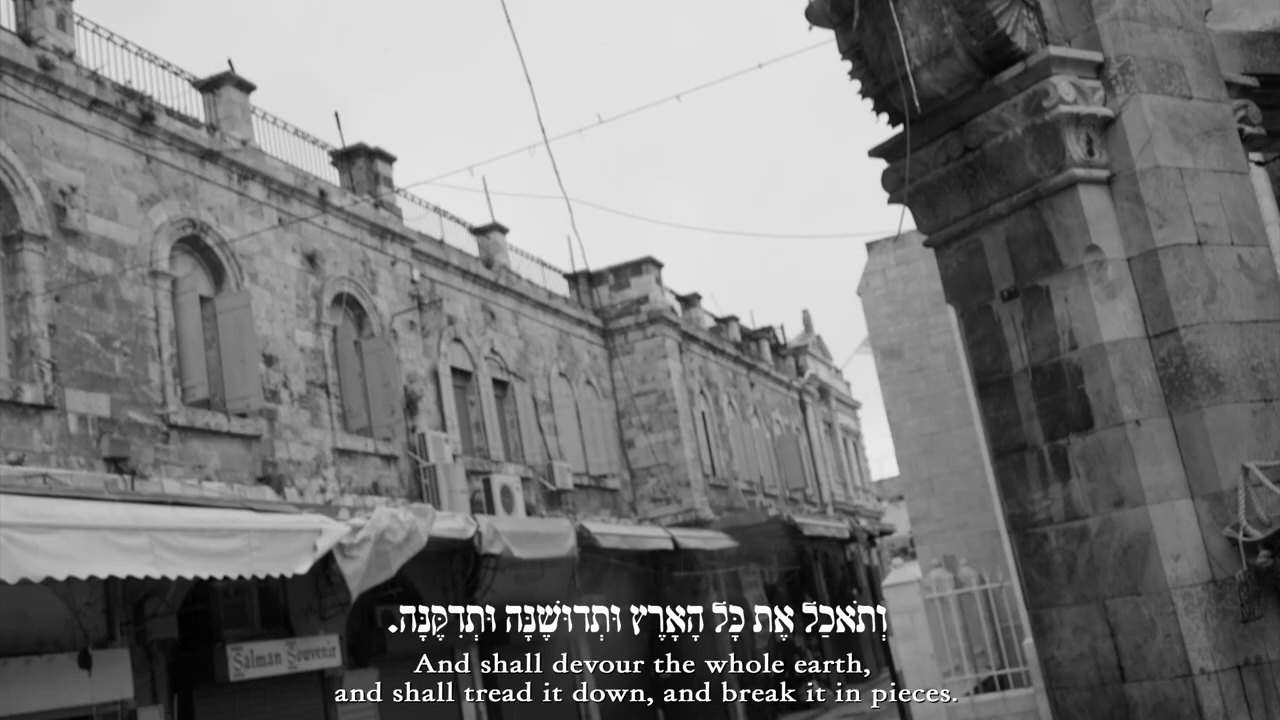 Salman Souvenir
וְתֹאכַל אֶת כָּל הָאָרֶץ וּתְדוּשִׁנָּהּ וּתְדִקֶּנָּהּ.
And shall devour the whole earth,
and shall tread it down, and break it in pieces.